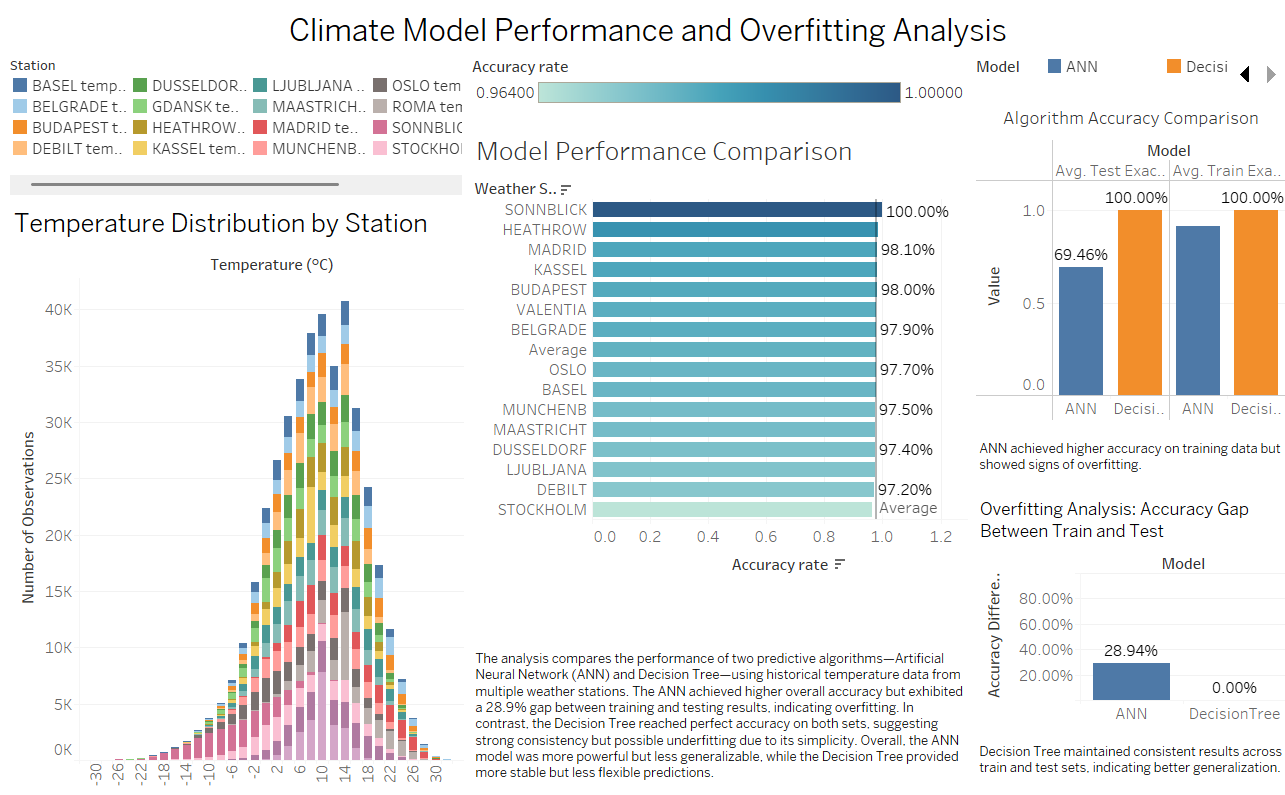 Climate Model Performance and Overfitting Analysis
Station
BASEL temp..
DUSSELDOR..
LJUBLJANA ..
OSLO tem
BELGRADE t..
GDANSK te..
MAASTRICH..
ROMA ten
BUDAPEST t..
HEATHROW..
MADRID te..
SONNBLIC
DEBILT tem..
KASSEL tem..
MUNCHENB..
STOCKHOI
Temperature Distribution by Station
Temperature (°C)
Number of Observations
40K
35K
30K
25K
20K
15K
10K
5K
0K
-30
-26
-22
-18
-14
-10
-6
-2
2
6
10
14
18
22
26
30
Accuracy rate
0.96400
1.00000
Model Performance Comparison
Weather S..
SONNBLICK 100.00%
HEATHROW
MADRID 98.10%
KASSEL
BUDAPEST 98.00%
VALENTIA
BELGRADE 97.90%
Average
OSLO 97.70%
BASEL
MUNCHENB 97.50%
MAASTRICHT
DUSSELDORF 97.40%
LJUBLJANA
DEBILT 97.20%
STOCKHOLM Average
0.0 0.2 0.4 0.6 0.8 1.0 1.2
Accuracy rate
The analysis compares the performance of two predictive algorithms—Artificial
Neural Network (ANN) and Decision Tree—using historical temperature data from
multiple weather stations. The ANN achieved higher overall accuracy but exhibited
a 28.9% gap between training and testing results, indicating overfitting. In
contrast, the Decision Tree reached perfect accuracy on both sets, suggesting
strong consistency but possible underfitting due to its simplicity. Overall, the ANN
model was more powerful but less generalizable, while the Decision Tree provided
more stable but less flexible predictions.
Model
ANN
Decisi
Algorithm Accuracy Comparison
Model
Avg. Test Exac..
Avg. Train Exa..
100.00%
100.00%
69.46%
Value
1.0
0.5
0.0
ANN Decisi.. ANN Decisi..
ANN achieved higher accuracy on training data but
showed signs of overfitting.
Overfitting Analysis: Accuracy Gap
Between Train and Test
Model
Accuracy Differe..
80.00%
60.00%
40.00%
20.00%
28.94%
0.00%
ANN DecisionTree
Decision Tree maintained consistent results across
train and test sets, indicating better generalization.